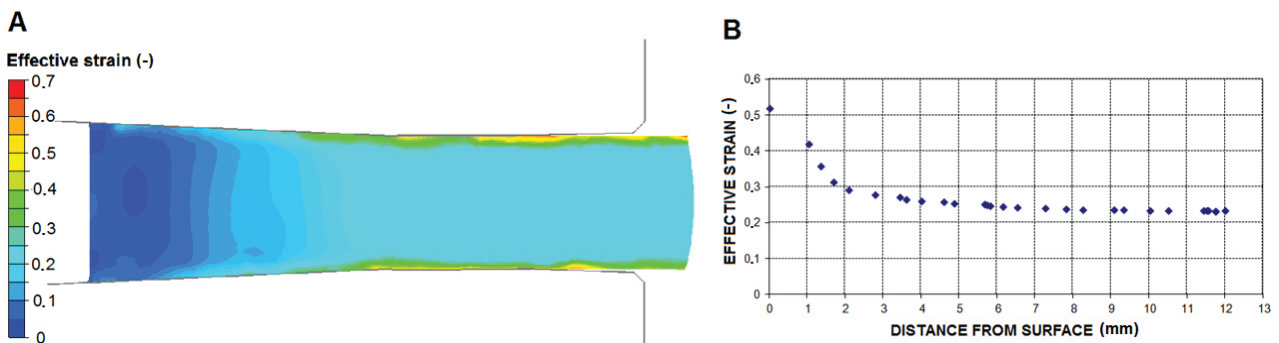 A
Effective strain (-)
0.7
0.6
0.5
0.4
0.3
0.2
0.1
0
B
EFFECTIVE STRAIN (-)
0,6
0,5
0,4
0,3
0,2
0,1
0
0 1 2 3 4 5 6 7 8 9 10 11 12 13
DISTANCE FROM SURFACE (mm)